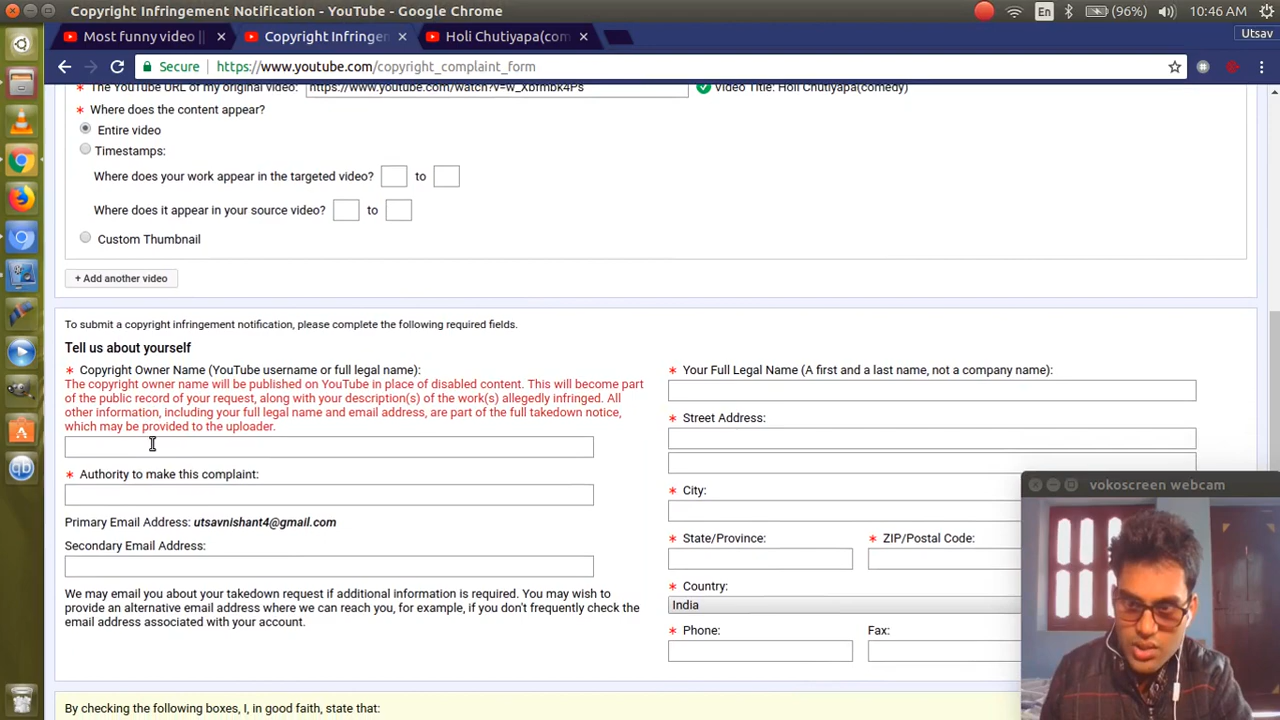 Copyright Infringement Notification - YouTube - Google Chrome
En
(96%)
10:46 AM
Most funny video ||
Copyright Infringe
Holi Chutiyapa(com
Utsav
Secure
https://www.youtube.com/copyright_complaint_form
* The YouTube URL of my original video:
Video Title: Holi Chutiyapa(comedy)
* Where does the content appear?
Entire video
Timestamps:
Where does your work appear in the targeted video? to
Where does it appear in your source video? to
Custom Thumbnail
+ Add another video
To submit a copyright infringement notification, please complete the following required fields.
Tell us about yourself
* Copyright Owner Name (YouTube username or full legal name):
The copyright owner name will be published on YouTube in place of disabled content. This will become part
of the public record of your request, along with your description(s) of the work(s) allegedly infringed. All
other information, including your full legal name and email address, are part of the full takedown notice,
which may be provided to the uploader.
* Authority to make this complaint:
Primary Email Address: utsavnishant4@gmail.com
Secondary Email Address:
We may email you about your takedown request if additional information is required. You may wish to
provide an alternative email address where we can reach you, for example, if you don't frequently check the
email address associated with your account.
* Your Full Legal Name (A first and a last name, not a company name):
* Street Address:
* City:
* State/Province:
* ZIP/Postal Code:
* Country:
India
* Phone:
Fax:
vokoscreen webcam
By checking the following boxes, I, in good faith, state that:
qb